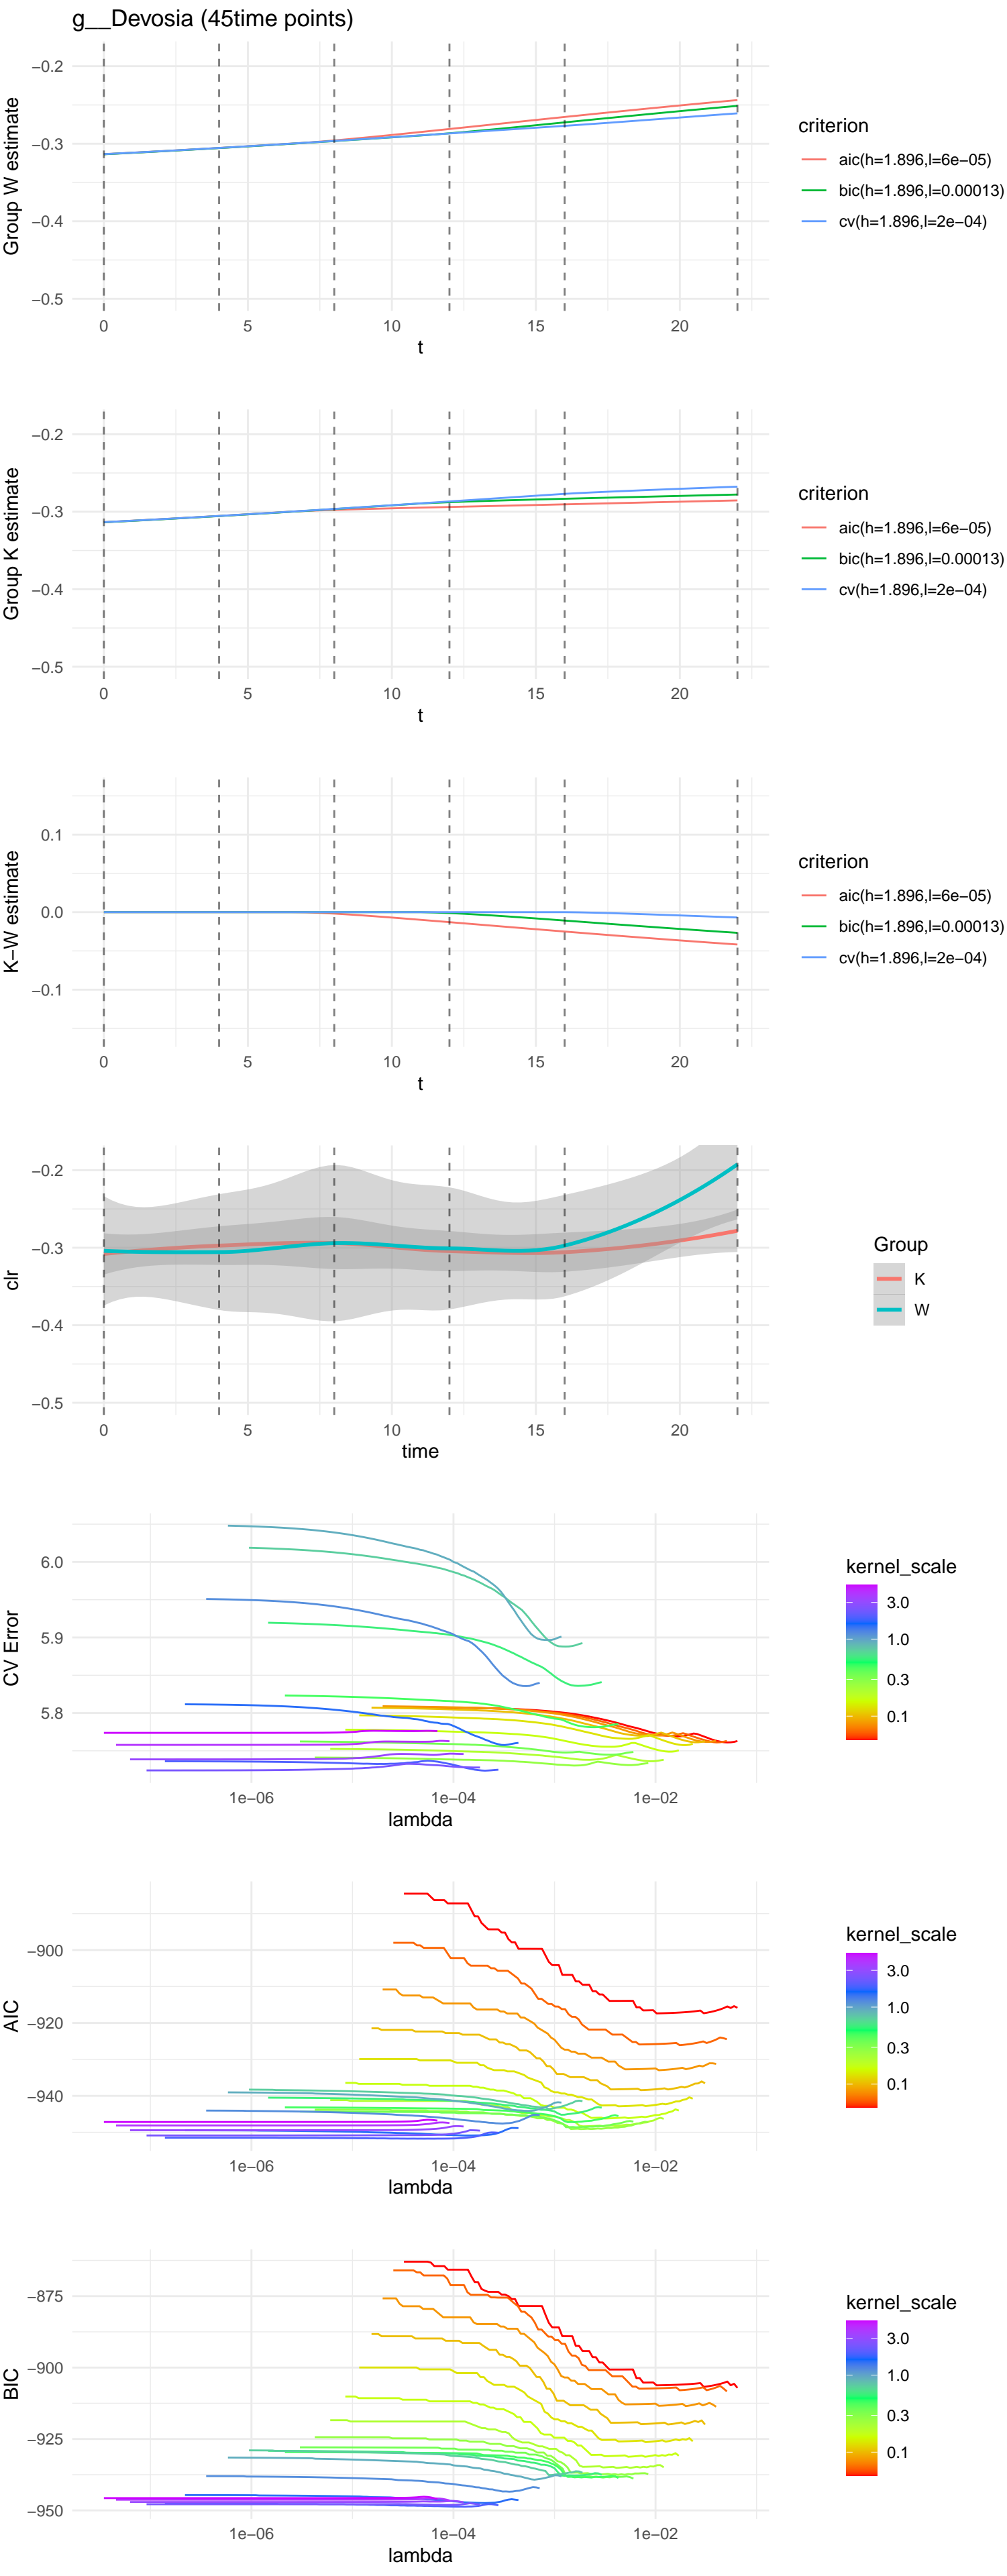 g__Devosia (45time points)
Group W estimate
−0.2
−0.3
−0.4
−0.5
0 5 10 15 20
t
criterion
aic(h=1.896,l=6e−05)
bic(h=1.896,l=0.00013)
cv(h=1.896,l=2e−04)
Group K estimate
−0.2
−0.3
−0.4
−0.5
0 5 10 15 20
t
criterion
aic(h=1.896,l=6e−05)
bic(h=1.896,l=0.00013)
cv(h=1.896,l=2e−04)
K−W estimate
0.1
0.0
−0.1
0 5 10 15 20
t
criterion
aic(h=1.896,l=6e−05)
bic(h=1.896,l=0.00013)
cv(h=1.896,l=2e−04)
clr
−0.2
−0.3
−0.4
−0.5
0 5 10 15 20
time
Group
K
W
CV Error
6.0
5.9
5.8
1e−06 1e−04 1e−02
lambda
kernel_scale
3.0
1.0
0.3
0.1
AIC
−900
−920
−940
1e−06 1e−04 1e−02
lambda
kernel_scale
3.0
1.0
0.3
0.1
BIC
−875
−900
−925
−950
1e−06 1e−04 1e−02
lambda
kernel_scale
3.0
1.0
0.3
0.1